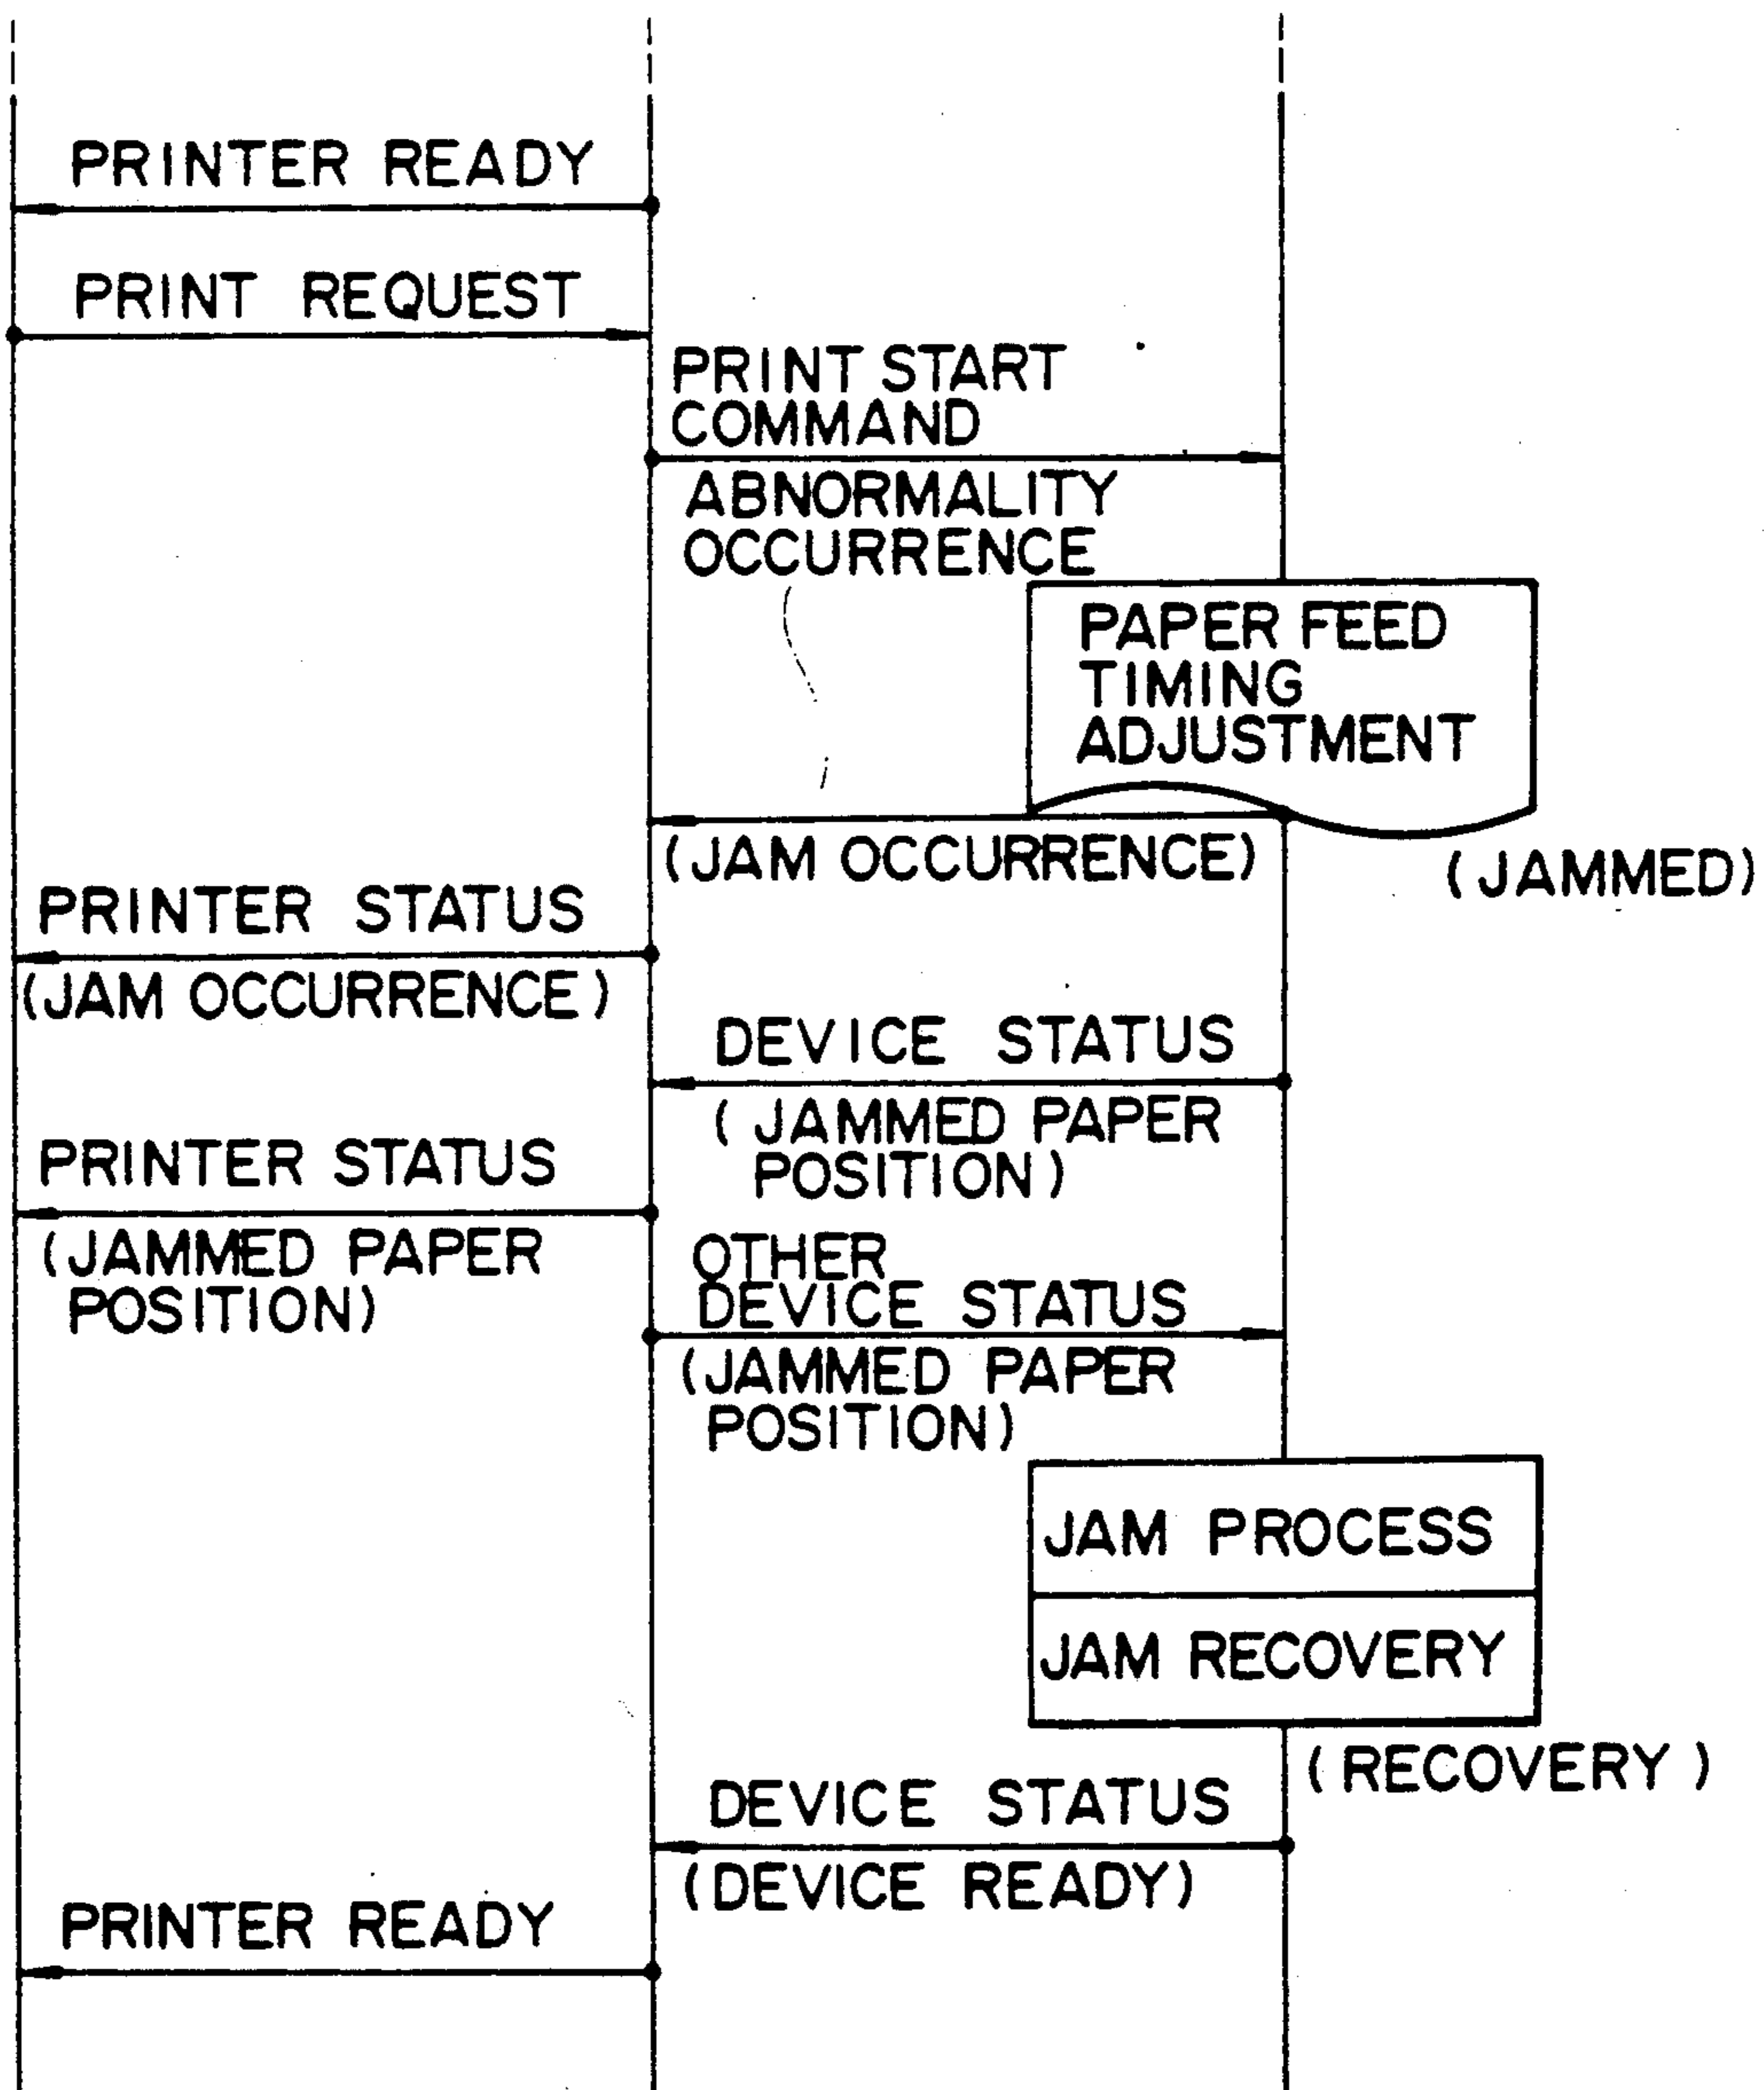 PRINTER READY
PRINT REQUEST
PRINT START
COMMAND
ABNORMALITY
OCCURRENCE
PAPER FEED
TIMING
ADJUSTMENT
(JAM OCCURRENCE)
(JAMMED)
PRINTER STATUS
(JAM OCCURRENCE)
DEVICE STATUS
(JAMMED PAPER
POSITION)
PRINTER STATUS
(JAMMED PAPER
POSITION)
OTHER
DEVICE STATUS
(JAMMED PAPER
POSITION)
JAM PROCESS
JAM RECOVERY
(RECOVERY)
DEVICE STATUS
(DEVICE READY)
PRINTER READY